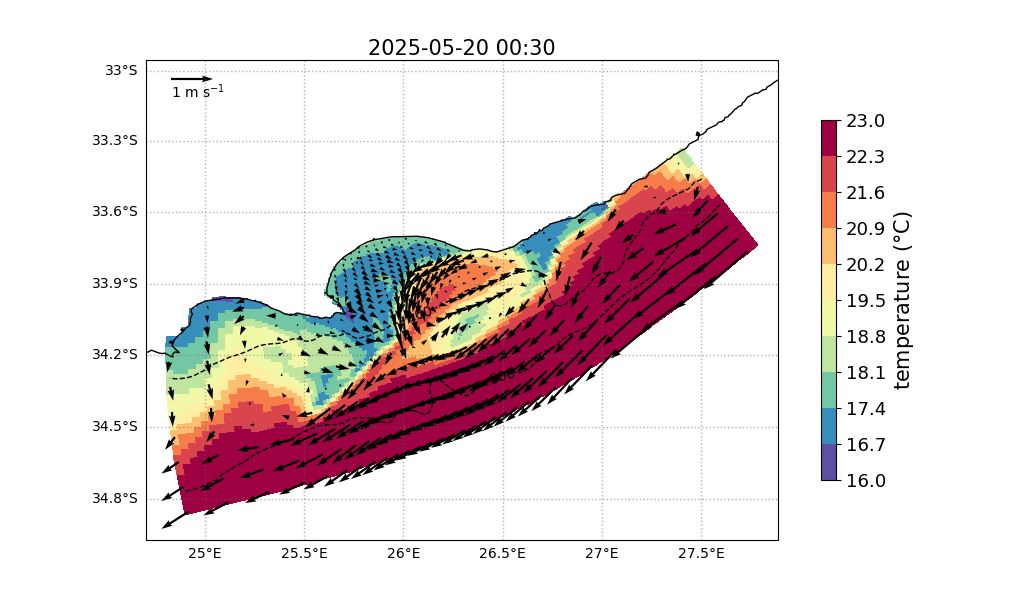 2025-05-20 00:30
1 m s⁻¹
33°S
33.3°S
33.6°S
33.9°S
34.2°S
34.5°S
34.8°S
25°E
25.5°E
26°E
26.5°E
27°E
27.5°E
23.0
22.3
21.6
20.9
20.2
19.5
18.8
18.1
17.4
16.7
16.0
temperature (°C)